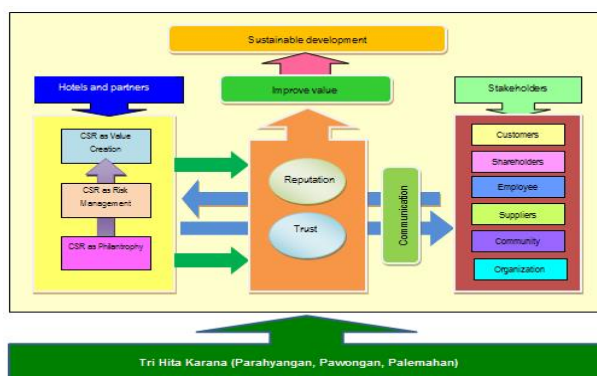 Sustainable development
Hotels and partners
Improve value
Stakeholders
CSR as Value
Creation
CSR as Risk
Management
CSR as Philantrophy
Reputation
Trust
Communication
Customers
Shareholders
Employee
Suppliers
Community
Organization
Tri Hita Karana (Parahyangan, Pawongan, Palemahan)